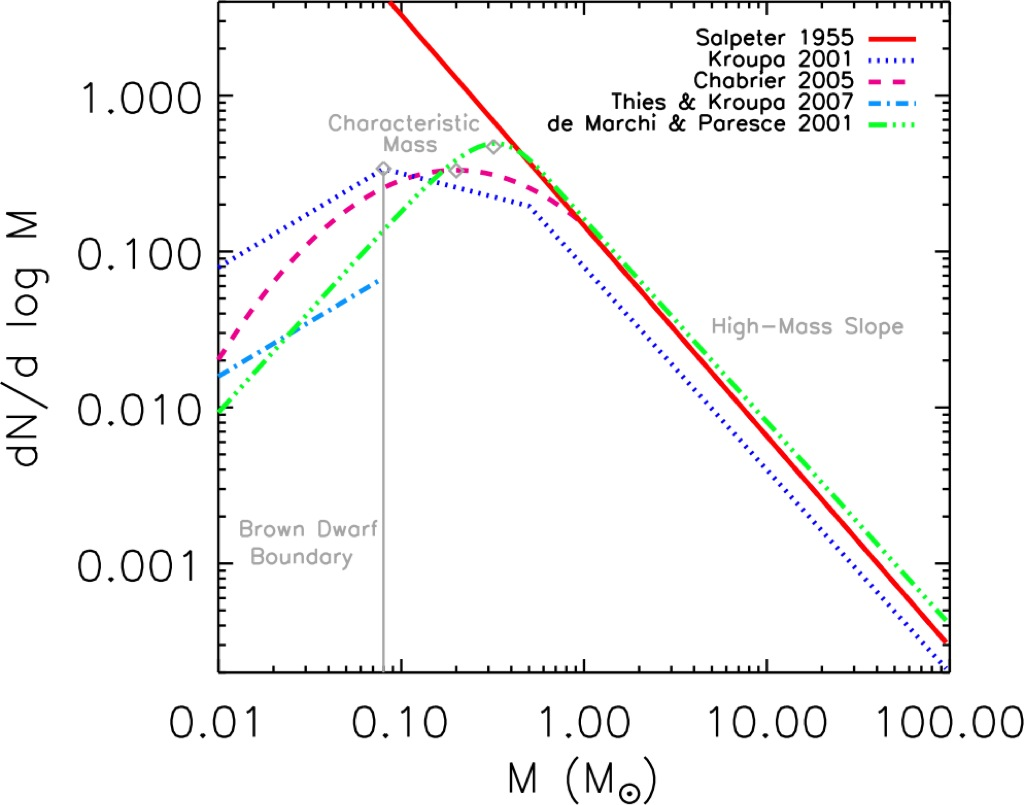 Salpeter 1955
Kroupa 2001
Chabrier 2005
Thies & Kroupa 2007
de Marchi & Paresce 2001
1.000
Characteristic
Mass
0.100
dN/d log M
High-Mass Slope
0.010
Brown Dwarf
Boundary
0.001
0.01 0.10 1.00 10.00 100.00
M (M☉)